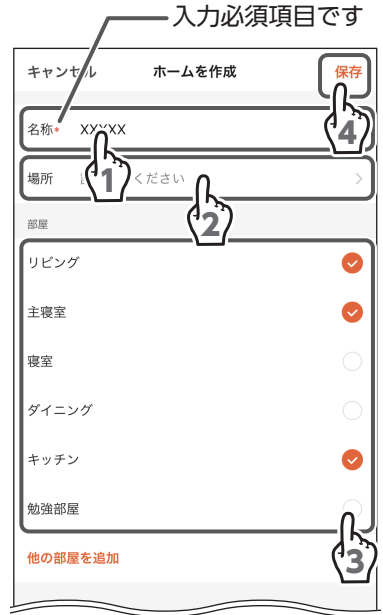 入力必須項目です
キャンセル ホームを作成 保存
名称* XXXXX
4
場所 ください
1
2
部屋
リビング
主寝室
寝室
ダイニング
キッチン
勉強部屋
3
他の部屋を追加